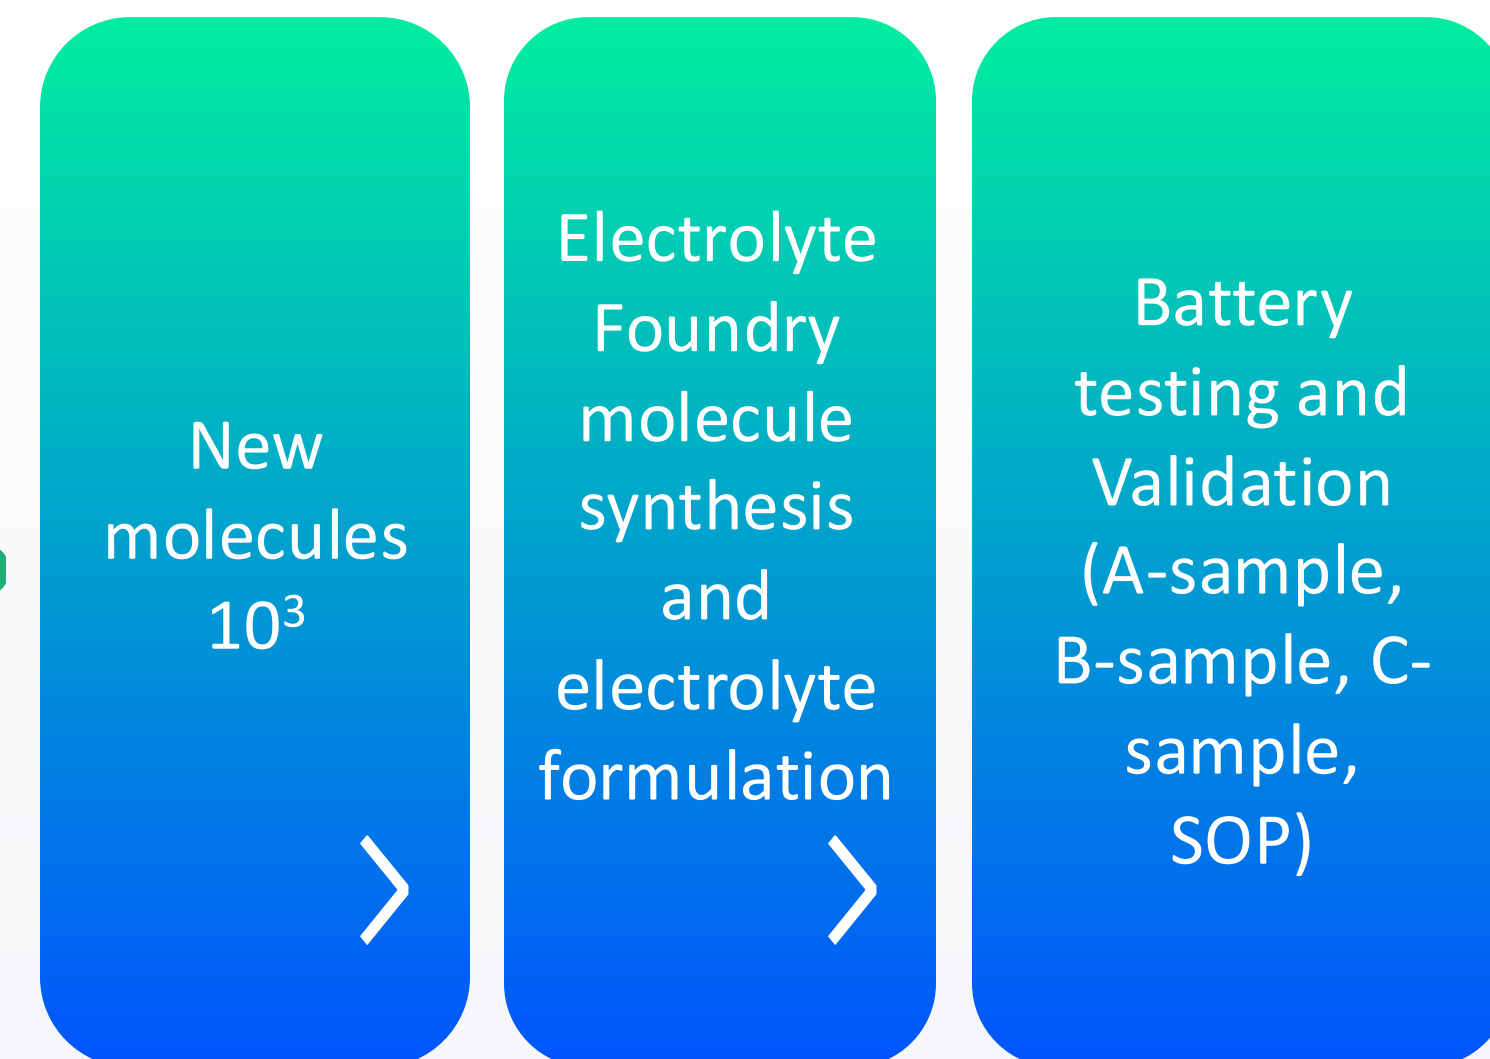 New
molecules
10³
Electrolyte
Foundry
molecule
synthesis
and
electrolyte
formulation
Battery
testing and
Validation
(A-sample,
B-sample, C-
sample,
SOP)